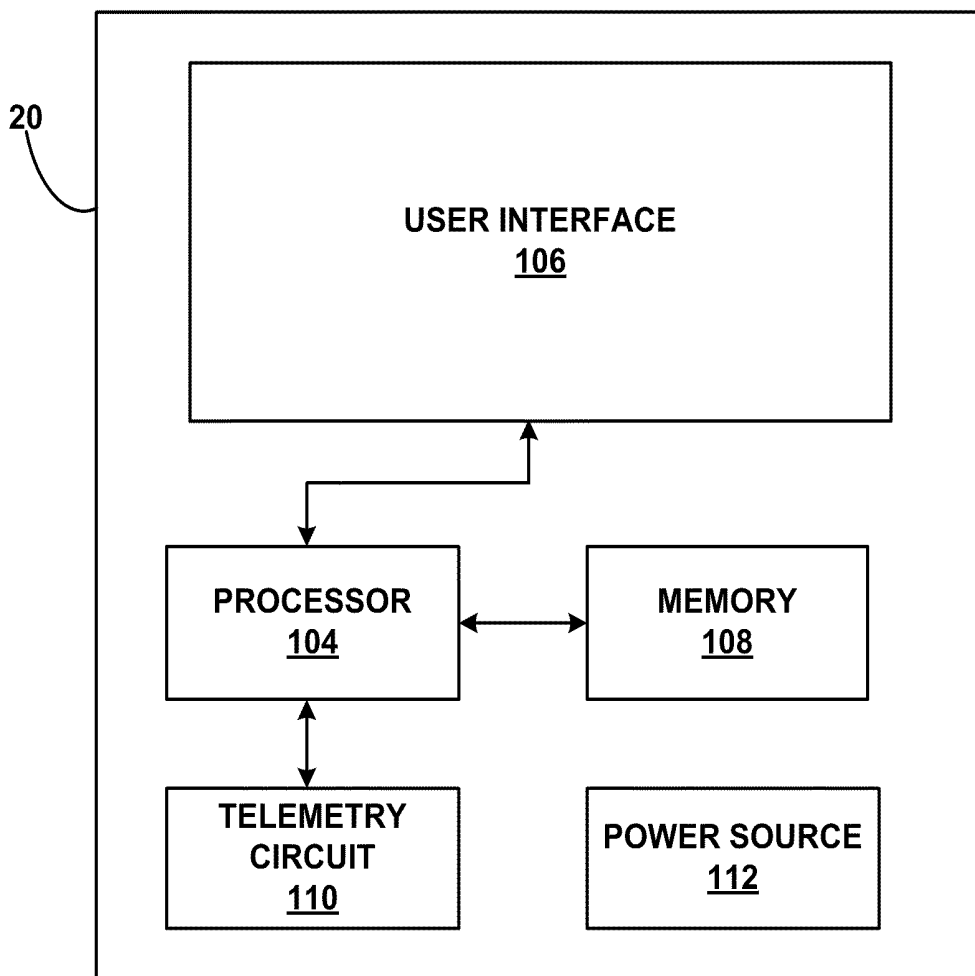 20
USER INTERFACE
106
PROCESSOR
104
MEMORY
108
TELEMETRY
CIRCUIT
110
POWER SOURCE
112